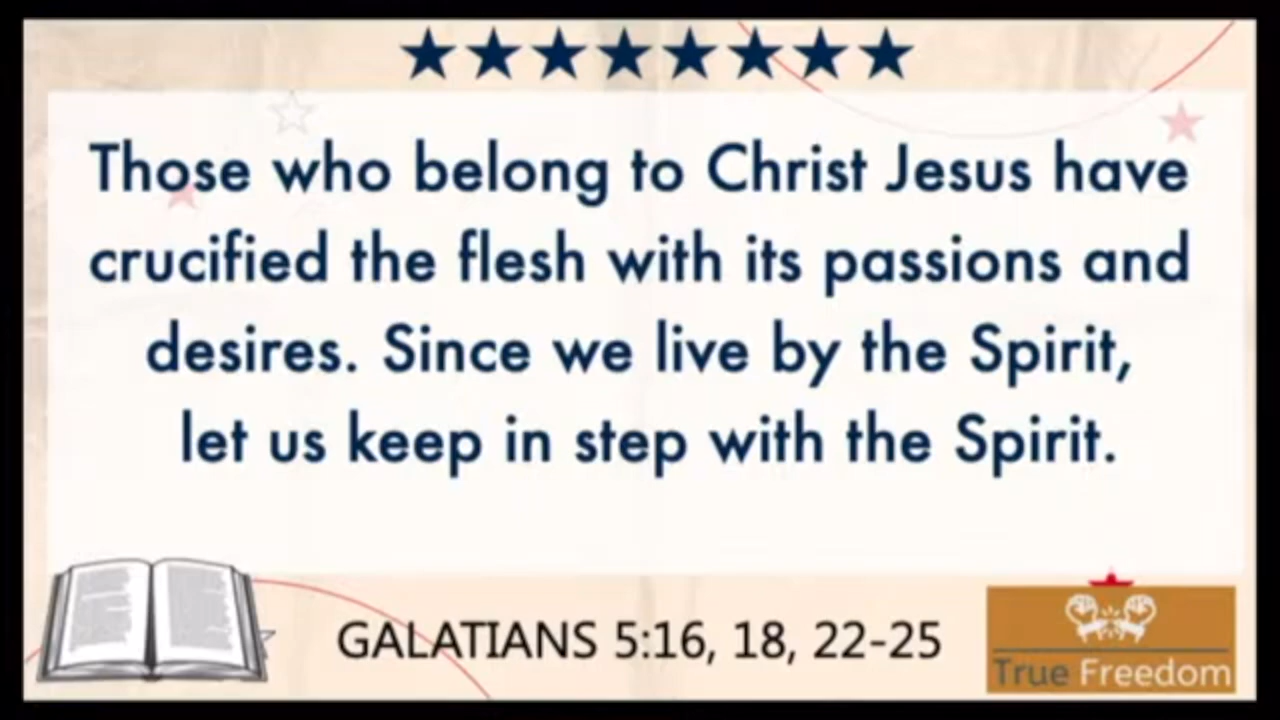 Those who belong to Christ Jesus have
crucified the flesh with its passions and
desires. Since we live by the Spirit,
let us keep in step with the Spirit.
GALATIANS 5:16, 18, 22-25
True Freedom